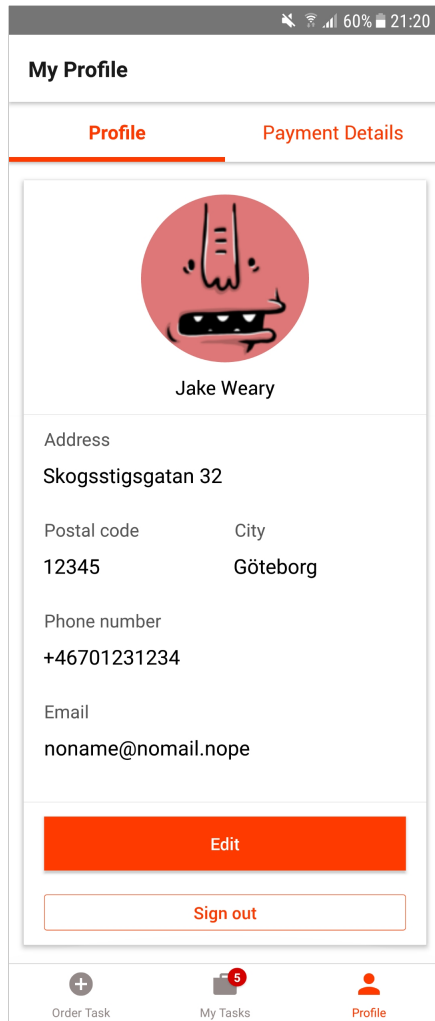 60% 21:20
My Profile
Profile Payment Details
Jake Weary
Address
Skogsstigsgatan 32
Postal code City
12345 Göteborg
Phone number
+46701231234
Email
noname@nomail.nope
Edit
Sign out
5
Order Task My Tasks Profile